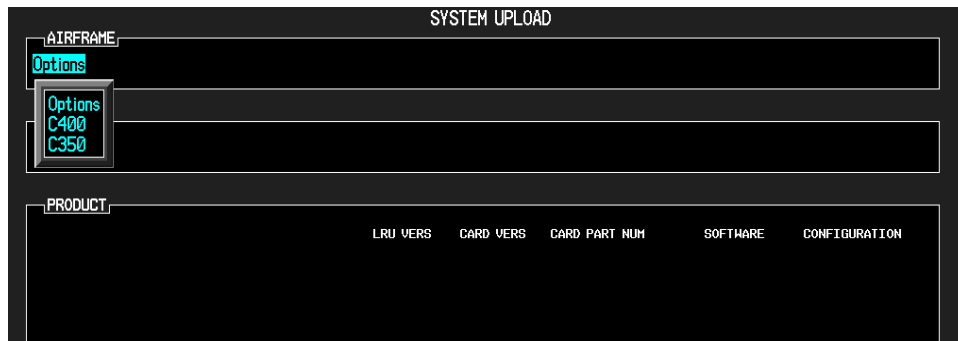 SYSTEM UPLOAD
AIRFRAME
Options
Options
C400
C350
PRODUCT
LRU VERS CARD VERS CARD PART NUM SOFTWARE CONFIGURATION